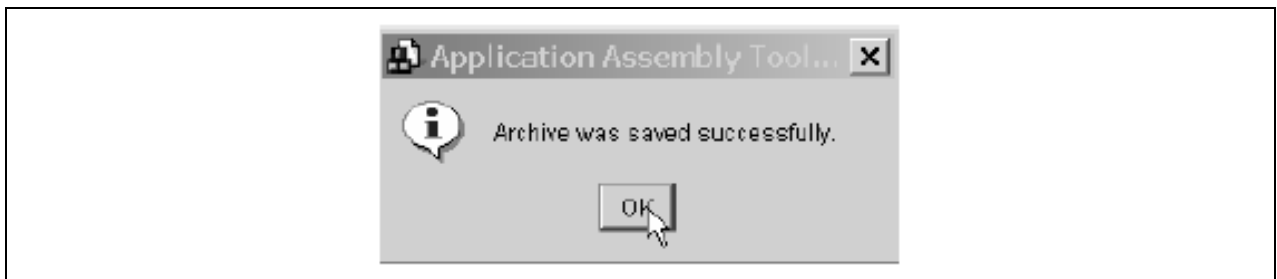 Application Assembly Tool...
Archive was saved successfully.
OK